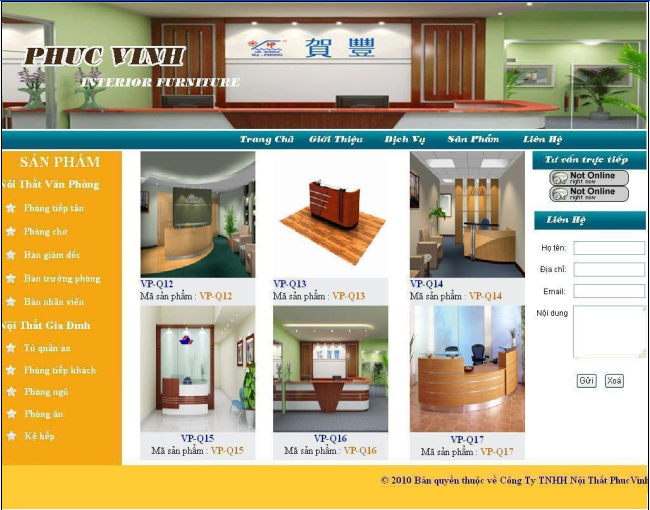 PHUC VINH
INTERIOR FURNITURE
賀豐
Trang Chủ Giới Thiệu Dịch Vụ Sản Phẩm Liên Hệ
SẢN PHẨM
Nội Thất Văn Phòng
Phòng tiếp tân
Phòng chờ
Bàn giám đốc
Bàn trưởng phòng
Bàn nhân viên
Nội Thất Gia Đình
Tủ quần áo
Phòng tiếp khách
Phòng ngủ
Phòng ăn
Kệ bếp
VP-Q12
Mã sản phẩm : VP-Q12
VP-Q13
Mã sản phẩm : VP-Q13
VP-Q14
Mã sản phẩm : VP-Q14
VP-Q15
Mã sản phẩm : VP-Q15
VP-Q16
Mã sản phẩm : VP-Q16
VP-Q17
Mã sản phẩm : VP-Q17
Tư vấn trực tiếp
Not Online
right now
Not Online
right now
Liên Hệ
Họ tên:
Địa chỉ:
Email:
Nội dung
Gửi Xoá
© 2010 Bản quyền thuộc về Công Ty TNHH Nội Thất PhucVinh